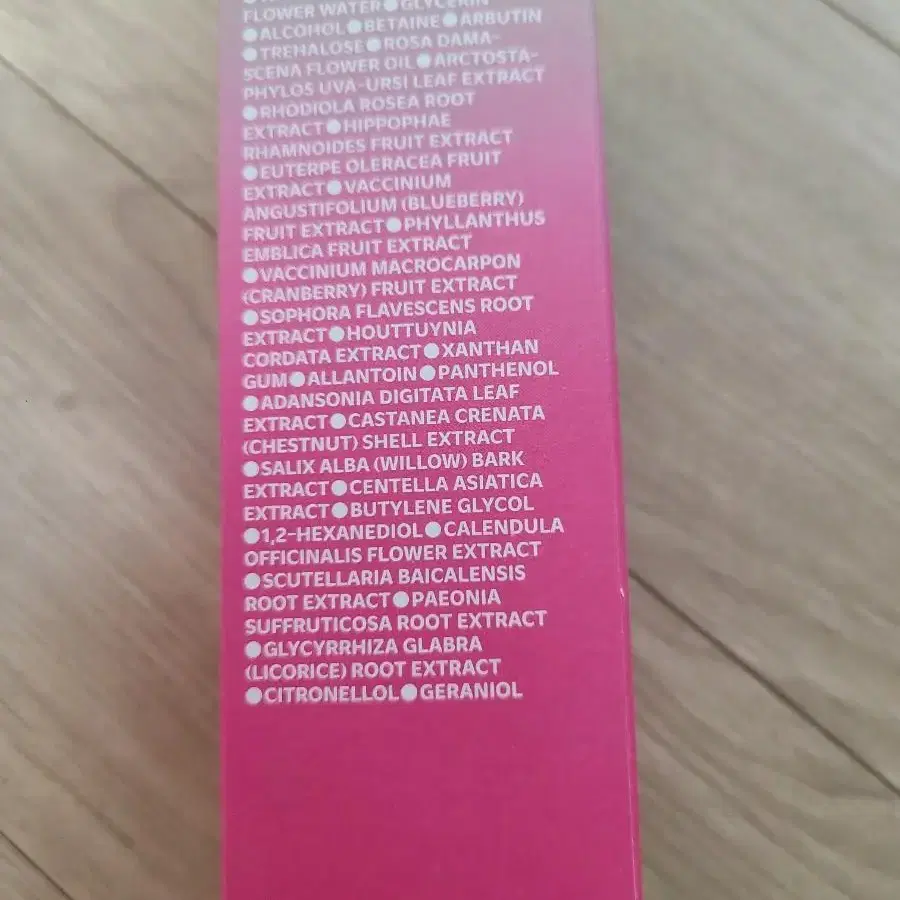 FLOWER WATER●GLYCERIN
●ALCOHOL●BETAINE●ARBUTIN
●TREHALOSE●ROSA DAMA-
SCENA FLOWER OIL●ARCTOSTA-
PHYLOS UVA-URSI LEAF EXTRACT
●RHODIOLA ROSEA ROOT
EXTRACT●HIPPOPHAE
RHAMNOIDES FRUIT EXTRACT
●EUTERPE OLERACEA FRUIT
EXTRACT●VACCINIUM
ANGUSTIFOLIUM (BLUEBERRY)
FRUIT EXTRACT●PHYLLANTHUS
EMBLICA FRUIT EXTRACT
●VACCINIUM MACROCARPON
(CRANBERRY) FRUIT EXTRACT
●SOPHORA FLAVESCENS ROOT
EXTRACT●HOUTTUYNIA
CORDATA EXTRACT●XANTHAN
GUM●ALLANTOIN●PANTHENOL
●ADANSONIA DIGITATA LEAF
EXTRACT●CASTANEA CRENATA
(CHESTNUT) SHELL EXTRACT
●SALIX ALBA (WILLOW) BARK
EXTRACT●CENTELLA ASIATICA
EXTRACT●BUTYLENE GLYCOL
●1,2-HEXANEDIOL●CALENDULA
OFFICINALIS FLOWER EXTRACT
●SCUTELLARIA BAICALENSIS
ROOT EXTRACT●PAEONIA
SUFFRUTICOSA ROOT EXTRACT
●GLYCYRRHIZA GLABRA
(LICORICE) ROOT EXTRACT
●CITRONELLOL●GERANIOL